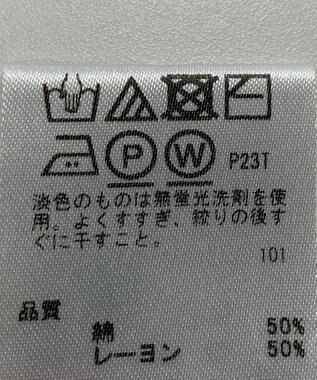 P W P23T
淡色のものは無蛍光洗剤を使
用。よくすすぎ、絞りの後す
ぐに干すこと。
101
品質
綿 50%
レーヨン 50%